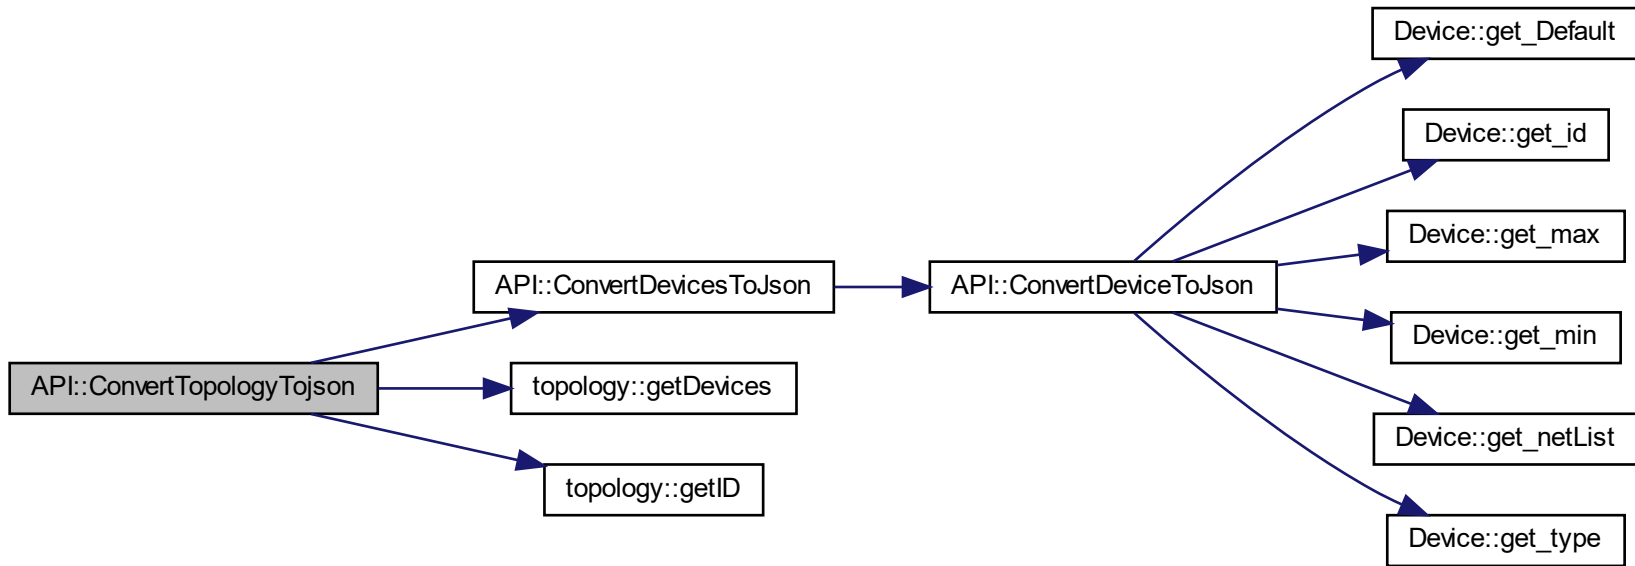 API::ConvertTopologyTojson
API::ConvertDevicesToJson
topology::getDevices
topology::getID
API::ConvertDeviceToJson
Device::get_Default
Device::get_id
Device::get_max
Device::get_min
Device::get_netList
Device::get_type